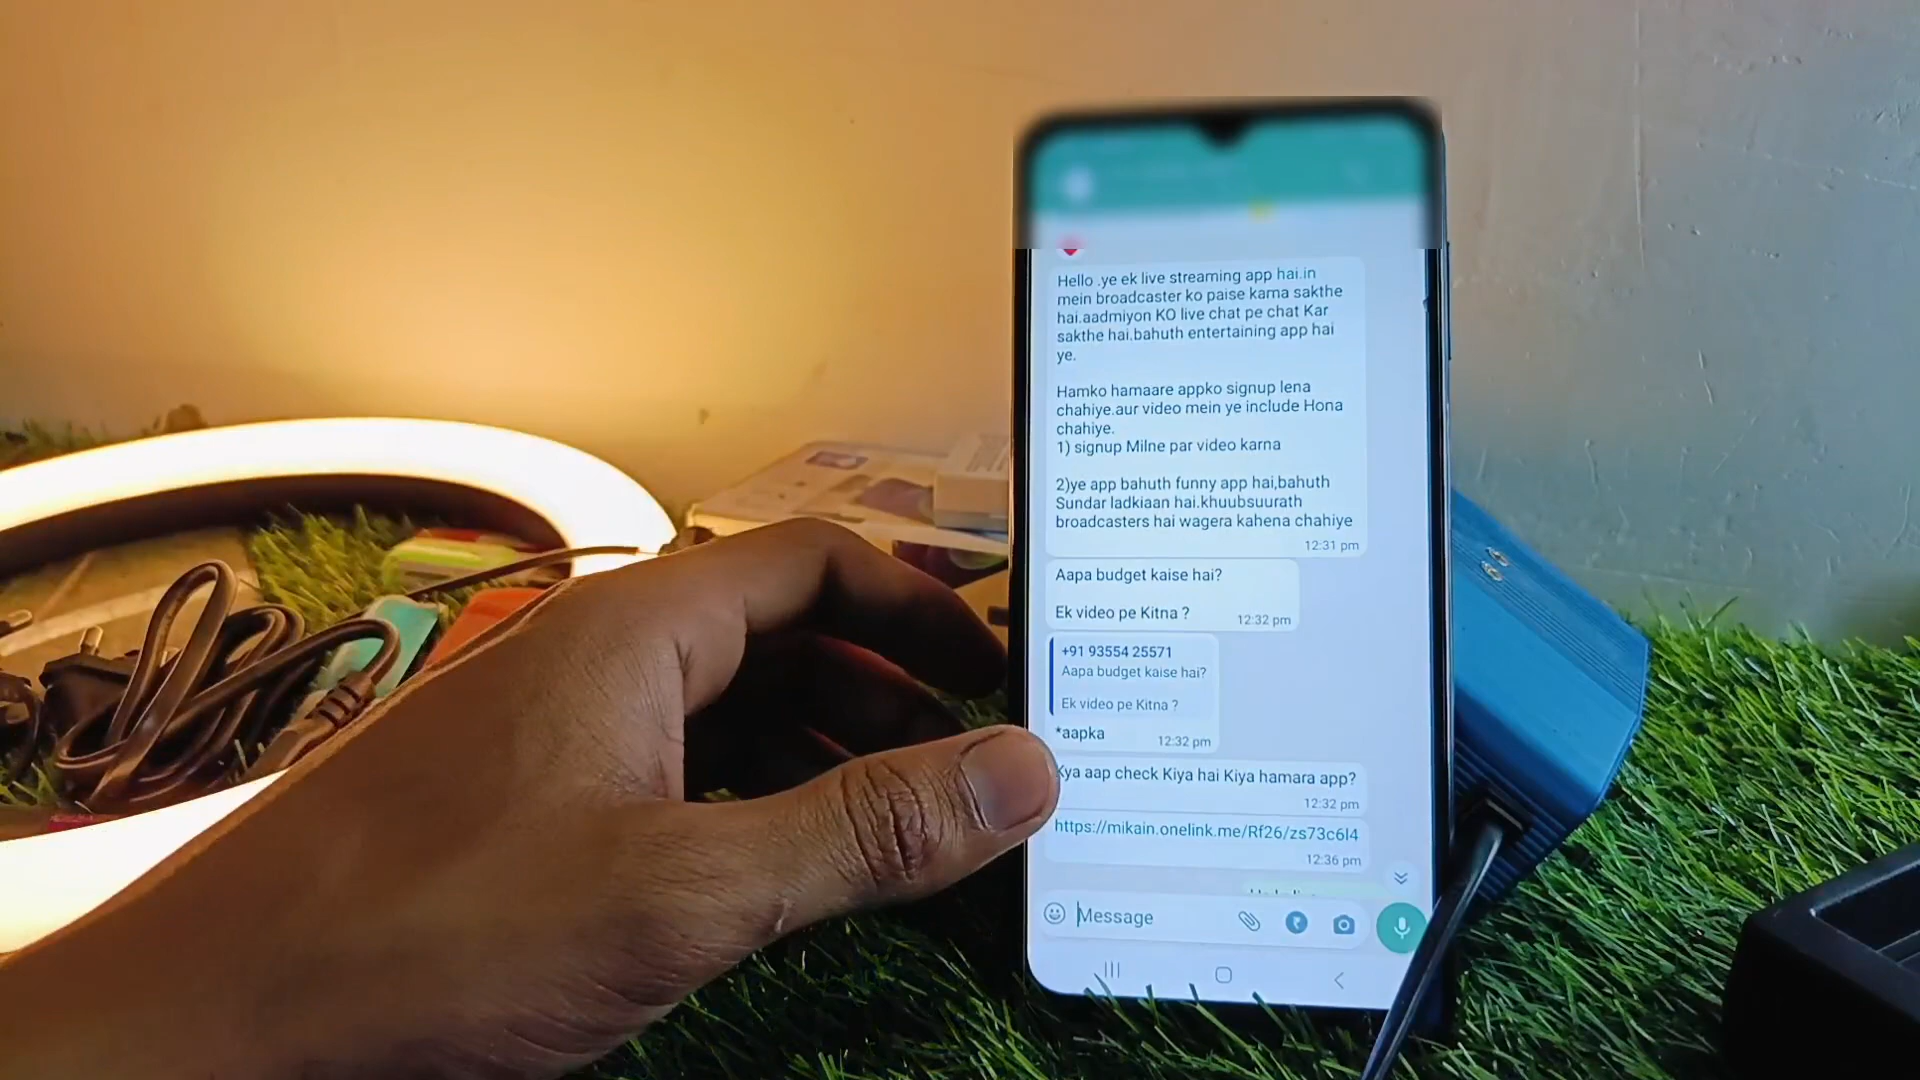 Hello .ye ek live streaming app hai.in
mein broadcaster ko paise kama sakthe
hai.aadmiyon KO live chat pe chat Kar
sakthe hai.bahuth entertaining app hai
ye.
Hamko hamaare appko signup lena
chahiye.aur video mein ye include Hona
chahiye.
1) signup Milne par video karna
2)ye app bahuth funny app hai,bahuth
Sundar ladkiaan hai.khuubsuurath
broadcasters hai wagera kahena chahiye
12:31 pm
Aapa budget kaise hai?
Ek video pe Kitna ?
12:32 pm
+91 93554 25571
Aapa budget kaise hai?
Ek video pe Kitna ?
*aapka
12:32 pm
Kya aap check Kiya hai Kiya hamara app?
12:32 pm
https://mikain.onelink.me/Rf26/zs73c6l4
12:36 pm
Message